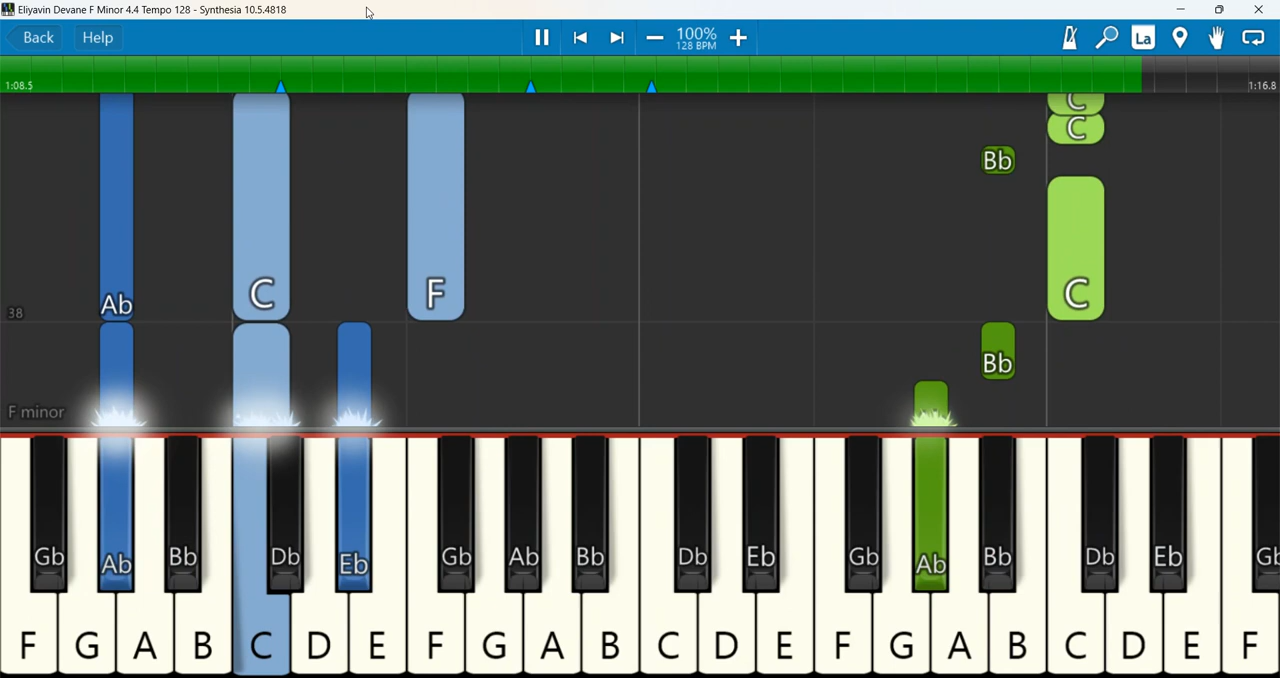 Eliyavin Devane F Minor 4.4 Tempo 128 - Synthesia 10.5.4818
Back Help 100% La
128 BPM
1:08.5 1:16.8
C
C
Bb
Ab C F C
38
Bb
F minor
Gb Ab Bb Db Eb Gb Ab Bb Db Eb Gb Ab Bb Db Eb Gb
F G A B C D E F G A B C D E F G A B C D E F